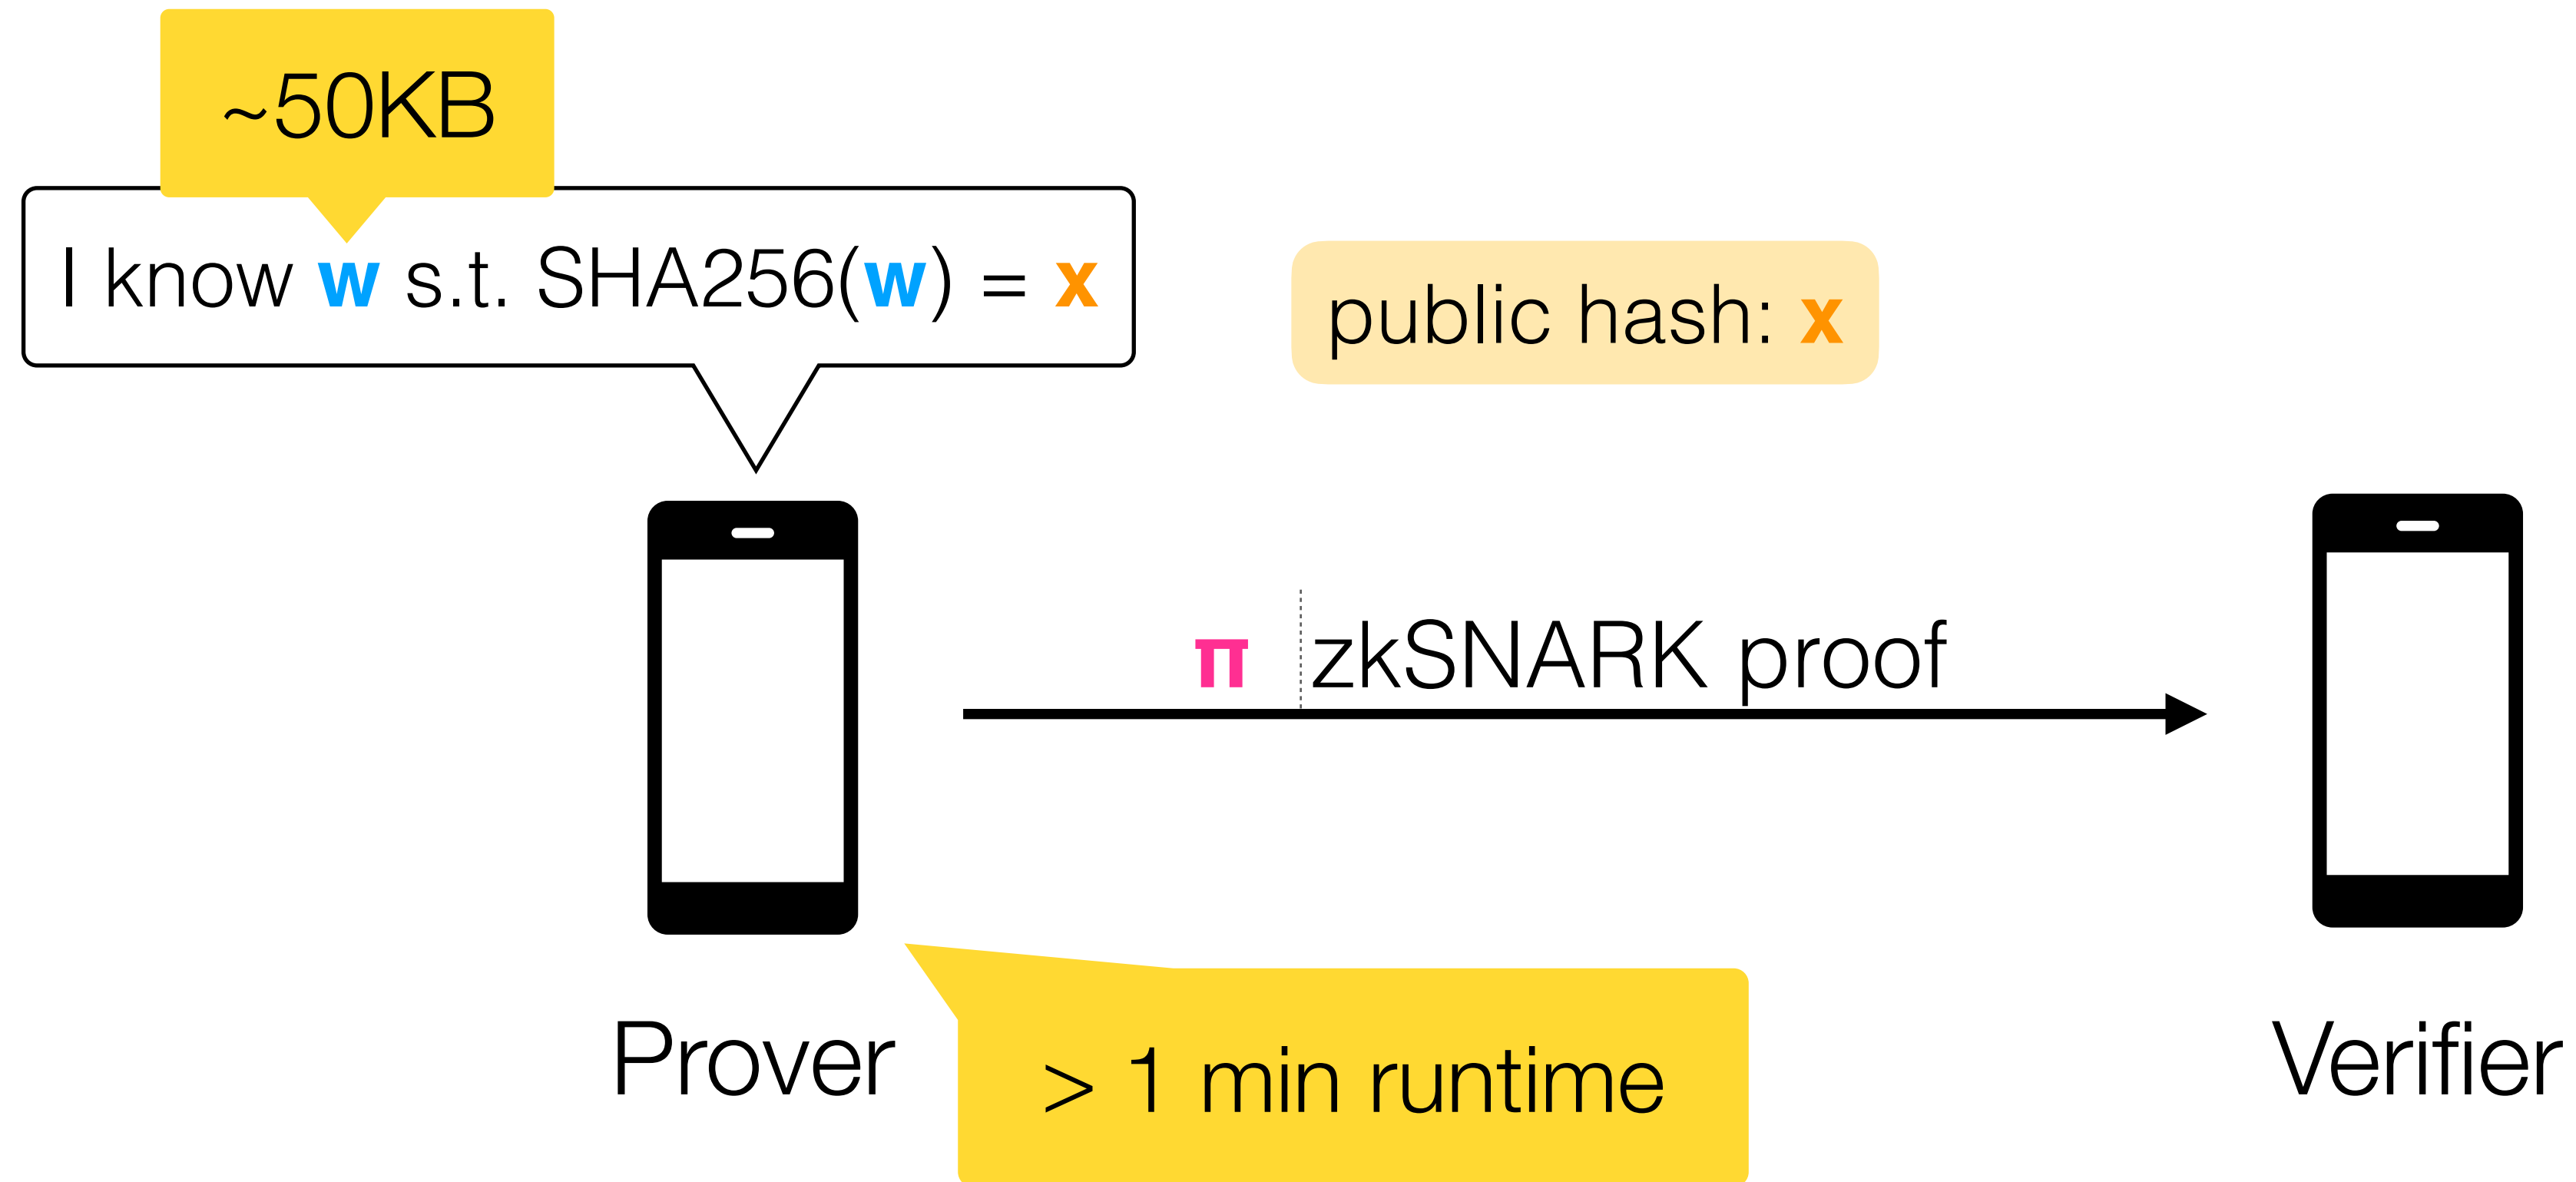 ~50KB
I know w s.t. SHA256(w) = x
public hash: x
π zkSNARK proof
Prover
> 1 min runtime
Verifier